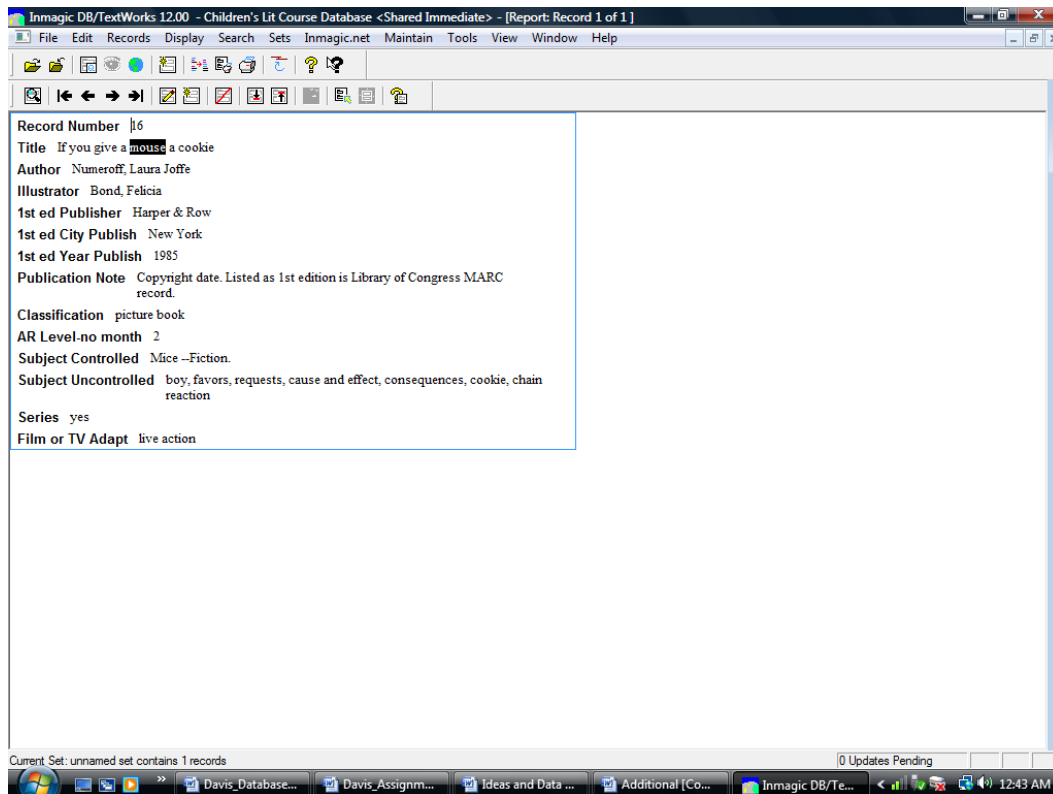 Inmagic DB/TextWorks 12.00 - Children's Lit Course Database <Shared Immediate> - [Report: Record 1 of 1 ]
File Edit Records Display Search Sets Inmagic.net Maintain Tools View Window Help
Record Number 16
Title If you give a mouse a cookie
Author Numeroff, Laura Joffe
Illustrator Bond, Felicia
1st ed Publisher Harper & Row
1st ed City Publish New York
1st ed Year Publish 1985
Publication Note Copyright date. Listed as 1st edition is Library of Congress MARC
record.
Classification picture book
AR Level-no month 2
Subject Controlled Mice --Fiction.
Subject Uncontrolled boy, favors, requests, cause and effect, consequences, cookie, chain
reaction
Series yes
Film or TV Adapt live action
Current Set: unnamed set contains 1 records 0 Updates Pending
Davis_Database... Davis_Assignm... Ideas and Data ... Additional [Co... Inmagic DB/Te... 12:43 AM